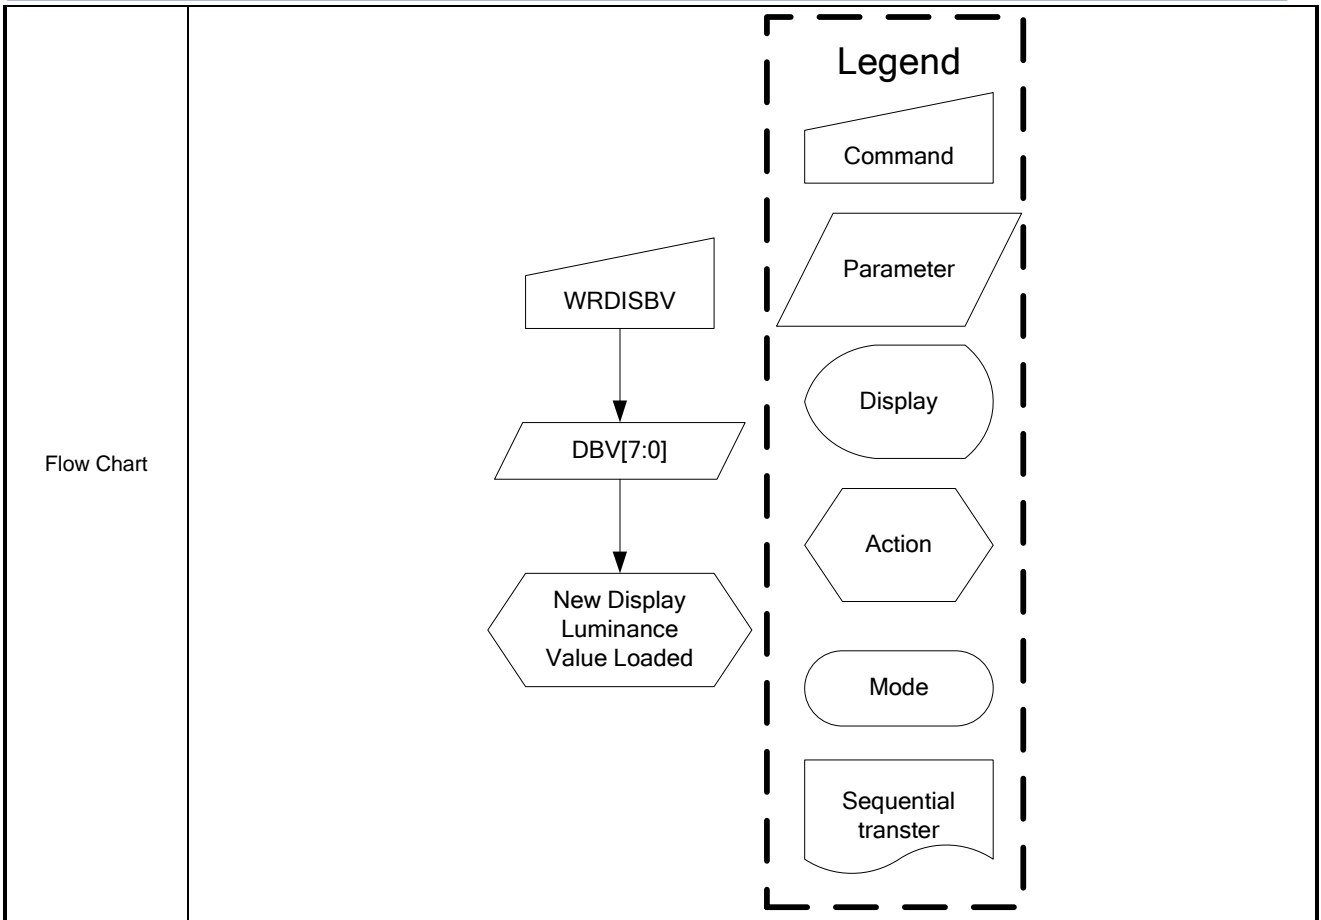 Flow Chart
WRDISBV
DBV[7:0]
New Display
Luminance
Value Loaded
Legend
Command
Parameter
Display
Action
Mode
Sequential
transter